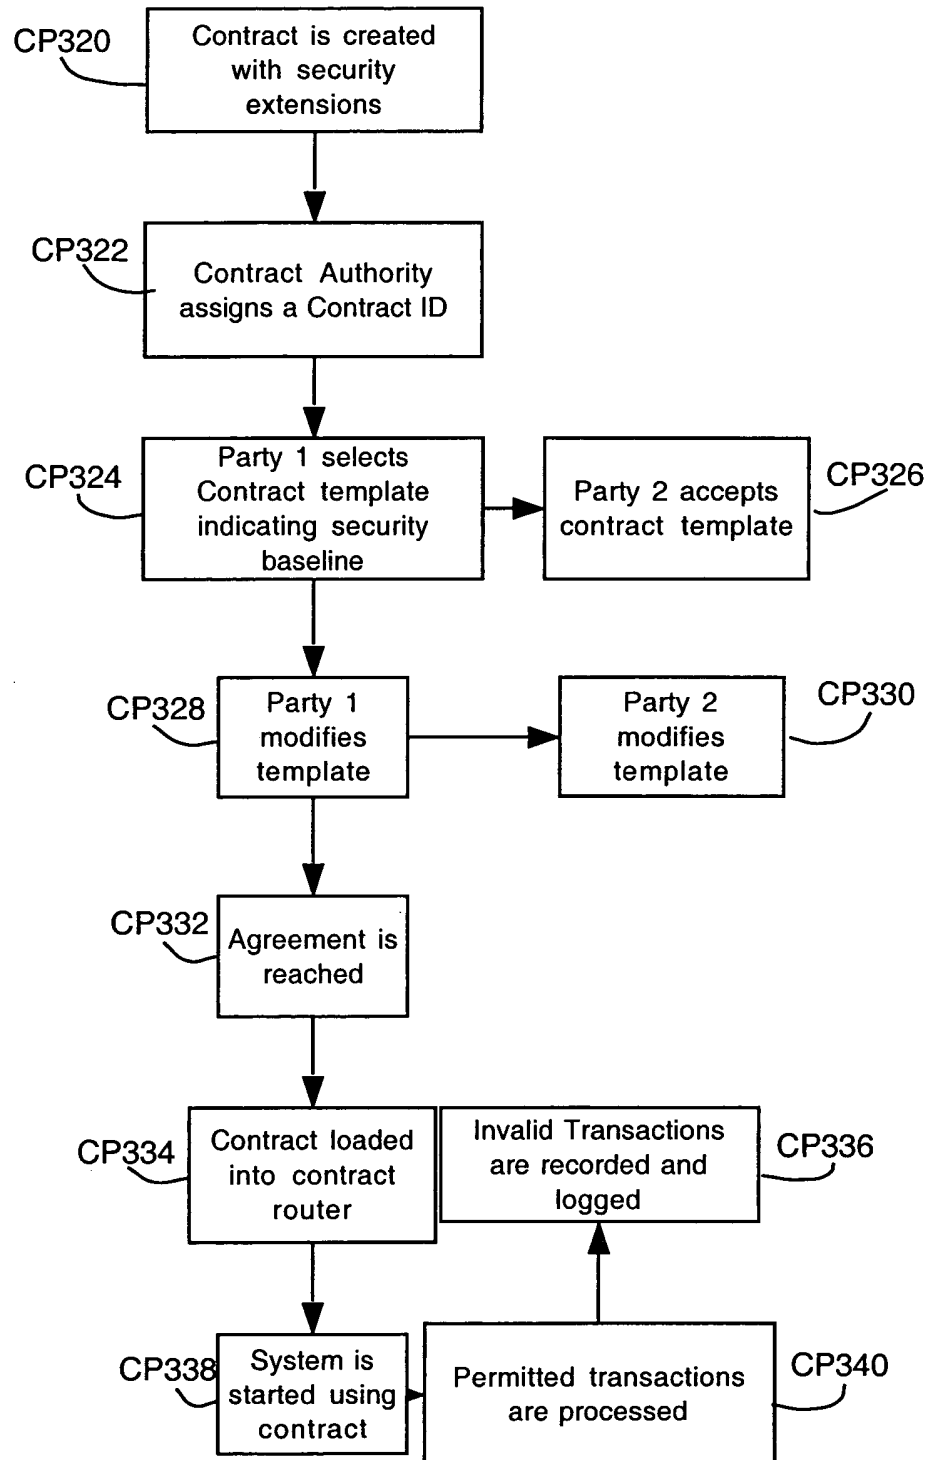 CP320
Contract is created
with security
extensions
CP322
Contract Authority
assigns a Contract ID
CP324
Party 1 selects
Contract template
indicating security
baseline
CP326
Party 2 accepts
contract template
CP328
Party 1
modifies
template
CP330
Party 2
modifies
template
CP332
Agreement is
reached
CP334
Contract loaded
into contract
router
Invalid Transactions
are recorded and
logged
CP336
CP338
System is
started using
contract
Permitted transactions
are processed
CP340